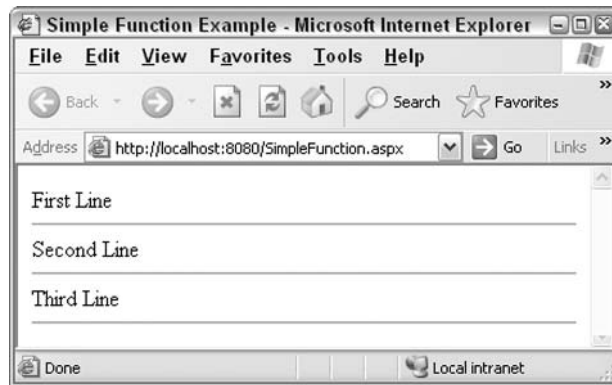 Simple Function Example - Microsoft Internet Explorer
File Edit View Favorites Tools Help
Back Search Favorites »
Address http://localhost:8080/SimpleFunction.aspx Go Links »
First Line
Second Line
Third Line
Done Local intranet